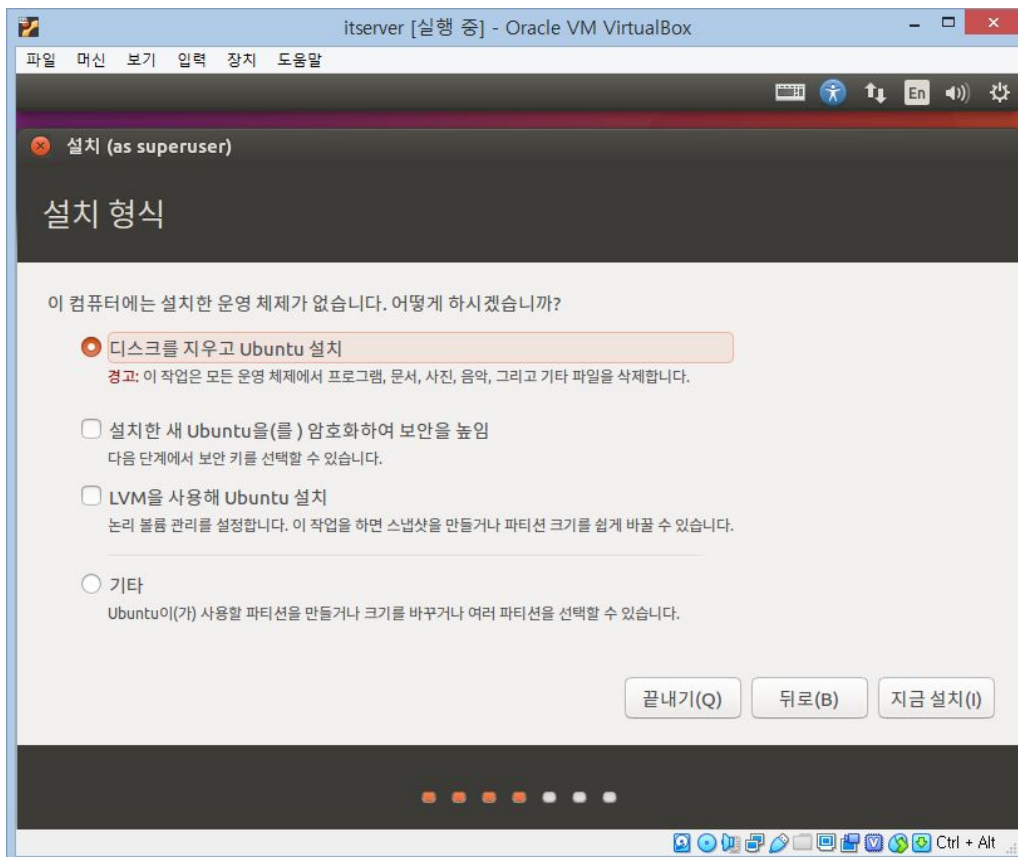 itserver [실행 중] - Oracle VM VirtualBox
파일 머신 보기 입력 장치 도움말
En
설치 (as superuser)
설치 형식
이 컴퓨터에는 설치한 운영 체제가 없습니다. 어떻게 하시겠습니까?
디스크를 지우고 Ubuntu 설치
경고: 이 작업은 모든 운영 체제에서 프로그램, 문서, 사진, 음악, 그리고 기타 파일을 삭제합니다.
설치한 새 Ubuntu을(를 ) 암호화하여 보안을 높임
다음 단계에서 보안 키를 선택할 수 있습니다.
LVM을 사용해 Ubuntu 설치
논리 볼륨 관리를 설정합니다. 이 작업을 하면 스냅샷을 만들거나 파티션 크기를 쉽게 바꿀 수 있습니다.
기타
Ubuntu이(가) 사용할 파티션을 만들거나 크기를 바꾸거나 여러 파티션을 선택할 수 있습니다.
끝내기(Q) 뒤로(B) 지금 설치(I)
Ctrl + Alt